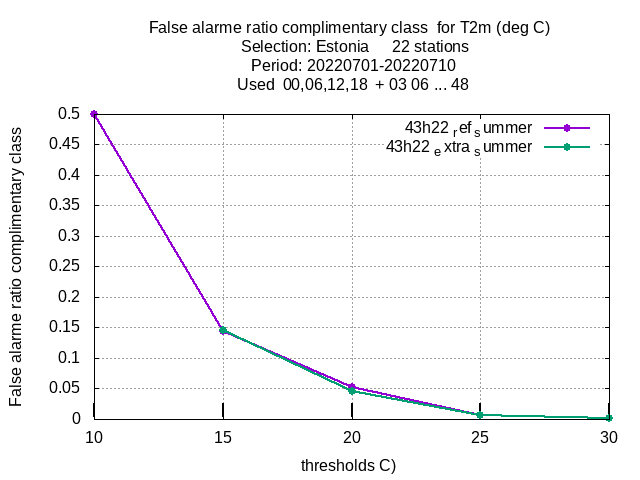 False alarme ratio complimentary class for T2m (deg C)
Selection: Estonia 22 stations
Period: 20220701-20220710
Used 00,06,12,18 + 03 06 ... 48
43h22 ref summer
43h22 extra summer
False alarme ratio complimentary class
0.5
0.45
0.4
0.35
0.3
0.25
0.2
0.15
0.1
0.05
0
10 15 20 25 30
thresholds C)